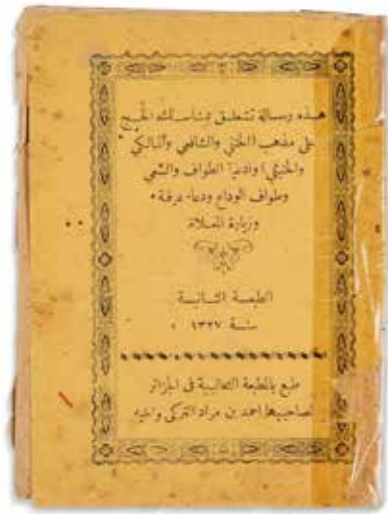 هذه رسالة تتعلق بمناسك الحج
على مذهب (الحنفي والشافعي والمالكي
والحنبلي) وادعية الطواف والسعي
وطواف الوداع ودعاء عرفة
وزيارة المعلاة
الطبعة الثانية
سنة ١٣٢٧
طبع بالمطبعة الثعالبية في الجزائر
لصاحبها احمد بن مراد التركي واخيه